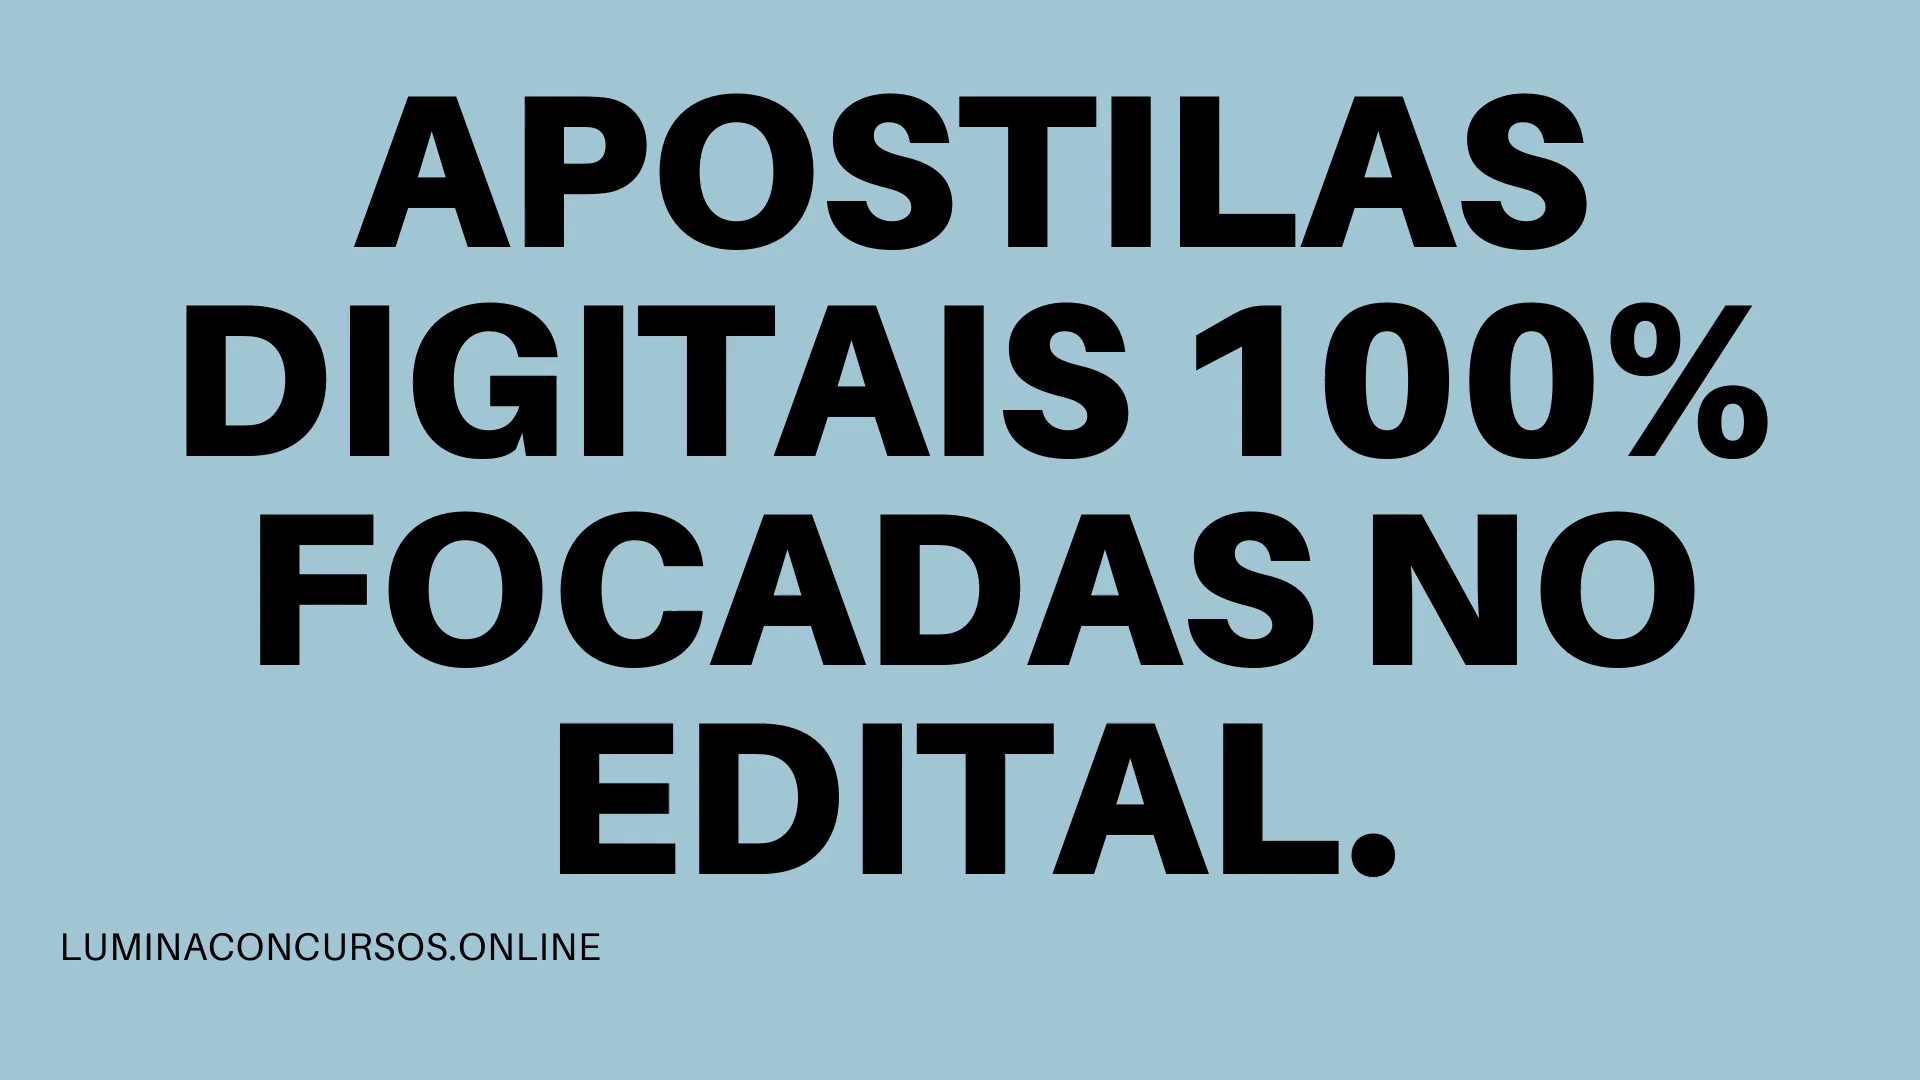 APOSTILAS
DIGITAIS 100%
FOCADAS NO
EDITAL.
LUMINACONCURSOS.ONLINE